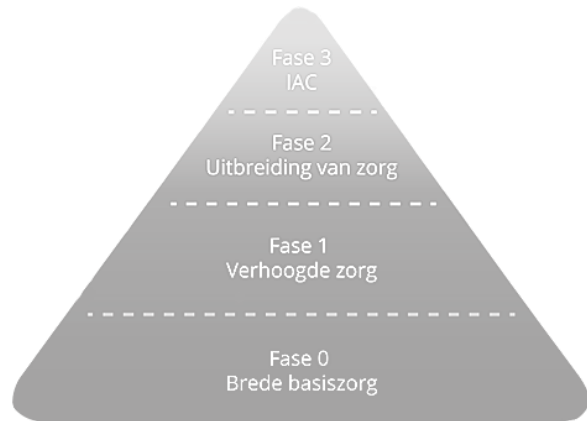 Fase 3
IAC
Fase 2
Uitbreiding van zorg
Fase 1
Verhoogde zorg
Fase 0
Brede basiszorg